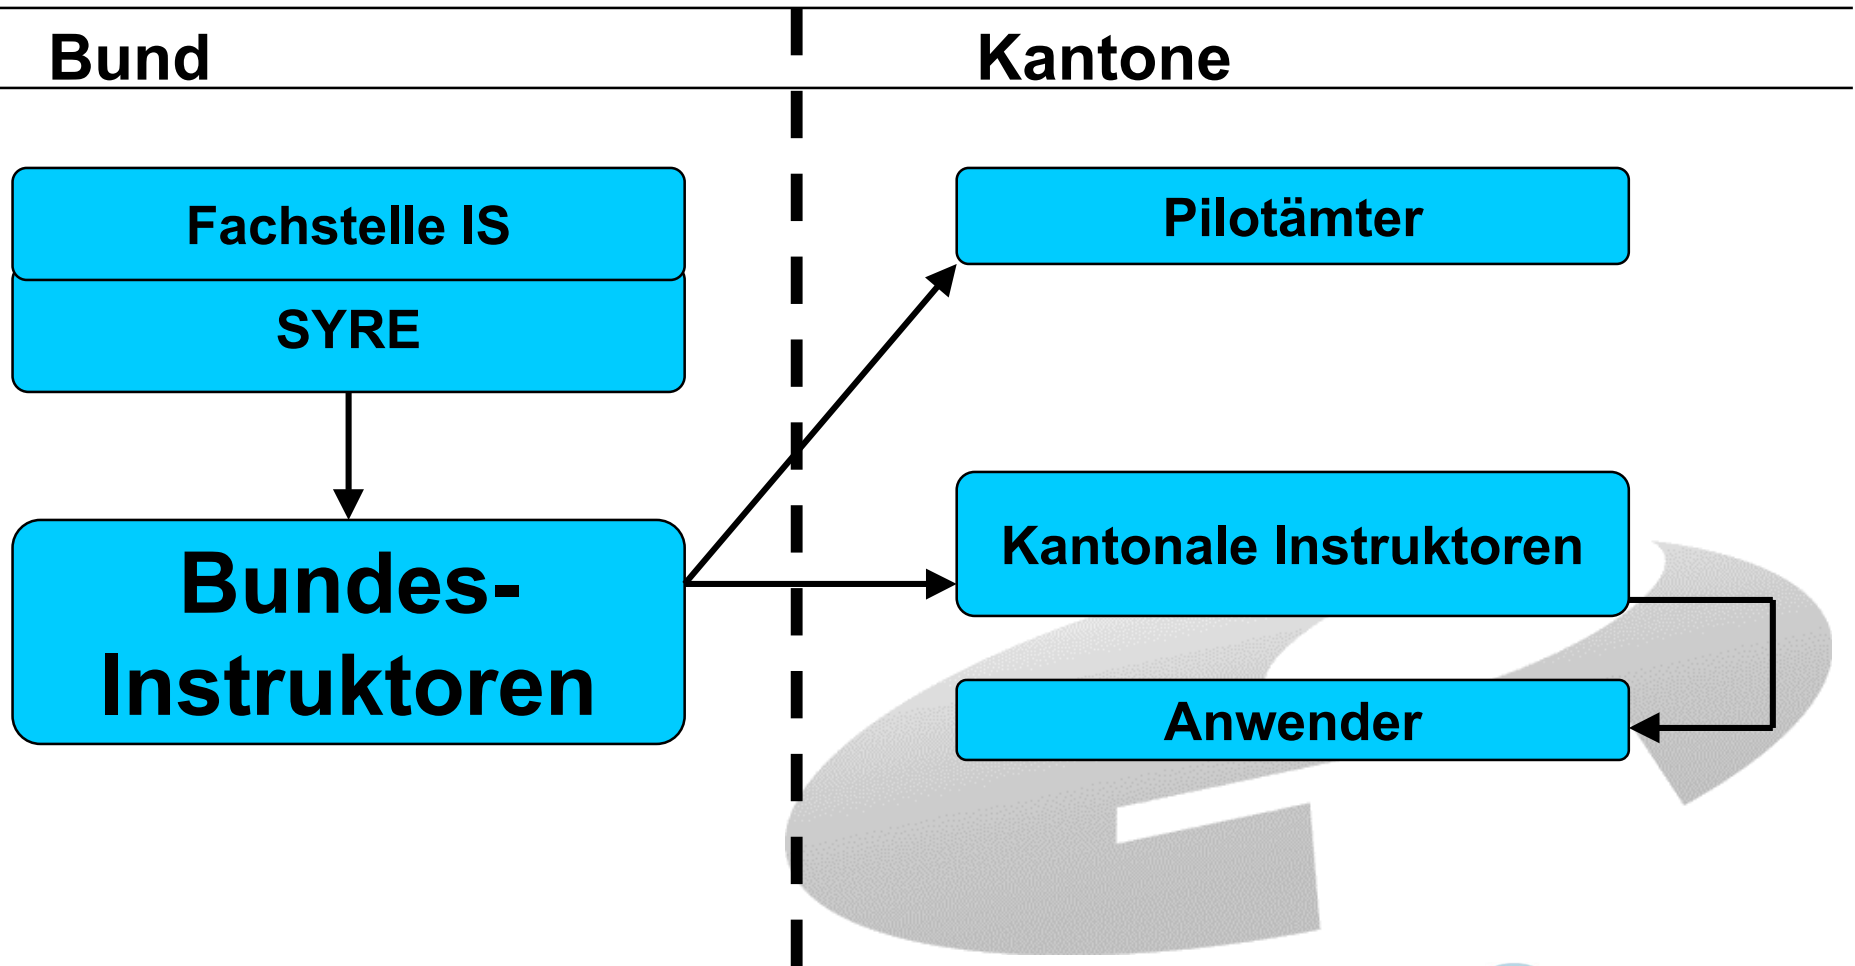 Bund
Kantone
Fachstelle IS
SYRE
Bundes-
Instruktoren
Pilotämter
Kantonale Instruktoren
Anwender